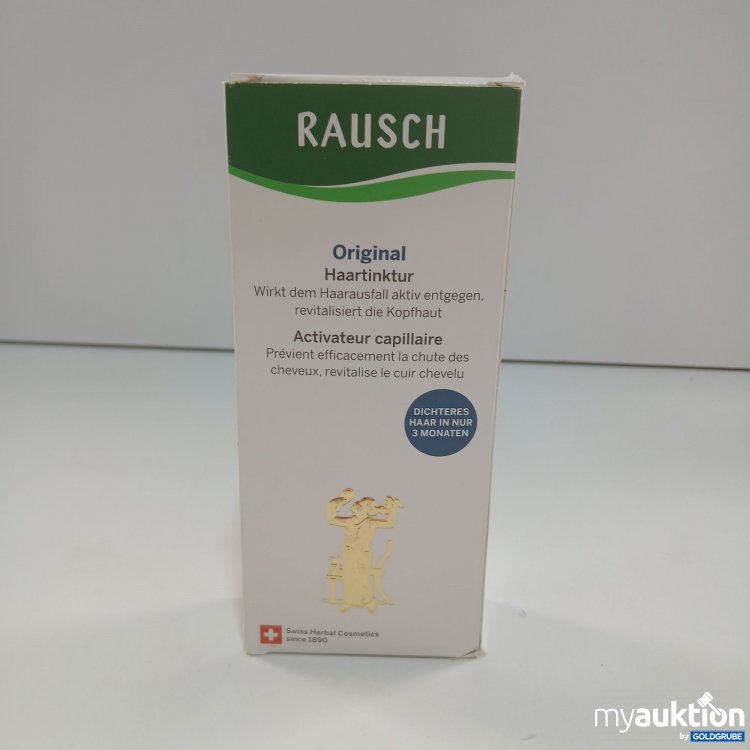 RAUSCH
Original
Haartinktur
Wirkt dem Haarausfall aktiv entgegen,
revitalisiert die Kopfhaut
Activateur capillaire
Prévient efficacement la chute des
cheveux, revitalise le cuir chevelu
DICHTERES
HAAR IN NUR
3 MONATEN
Swiss Herbal Cosmetics
since 1890
myauktion
by GOLDGRUBE